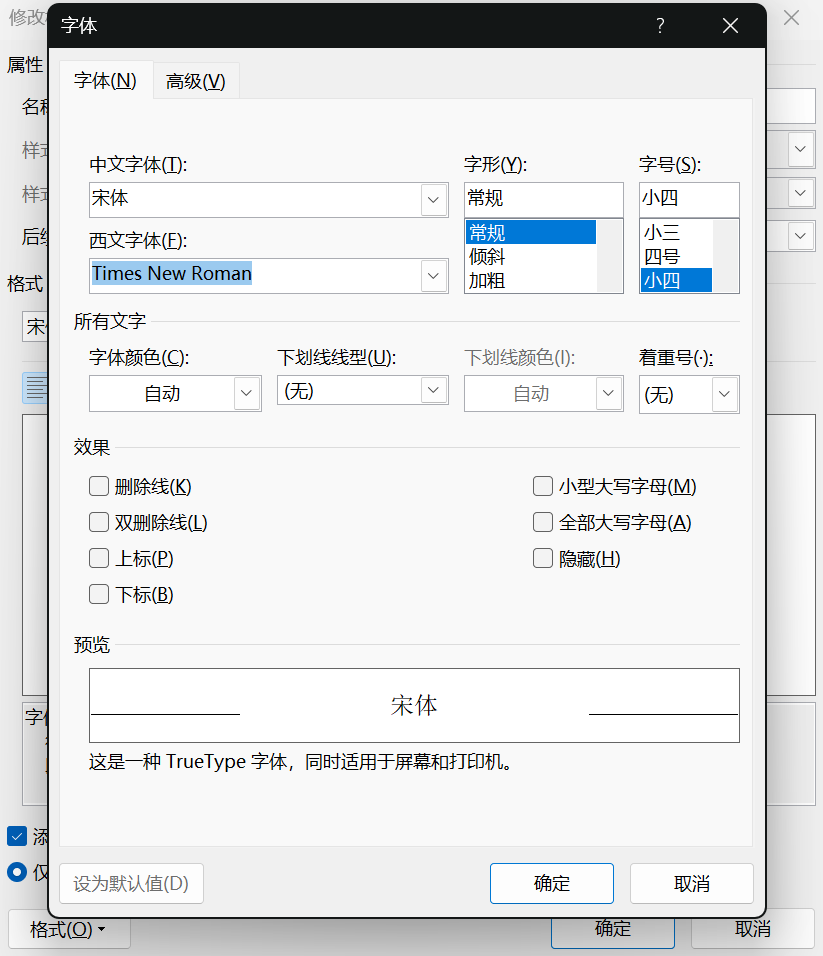 修改
字体 ?
属性
字体(N) 高级(V)
名称
样式
中文字体(T): 字形(Y): 字号(S):
宋体 常规 小四
样式
常规 小三
后续
西文字体(F): 倾斜 四号
Times New Roman 加粗 小四
格式
所有文字
宋体
字体颜色(C): 下划线线型(U): 下划线颜色(I): 着重号(·):
自动 (无) 自动 (无)
效果
删除线(K) 小型大写字母(M)
双删除线(L) 全部大写字母(A)
上标(P) 隐藏(H)
下标(B)
预览
宋体
字体
这是一种 TrueType 字体，同时适用于屏幕和打印机。
添
仅
设为默认值(D) 确定 取消
格式(O) 确定 取消